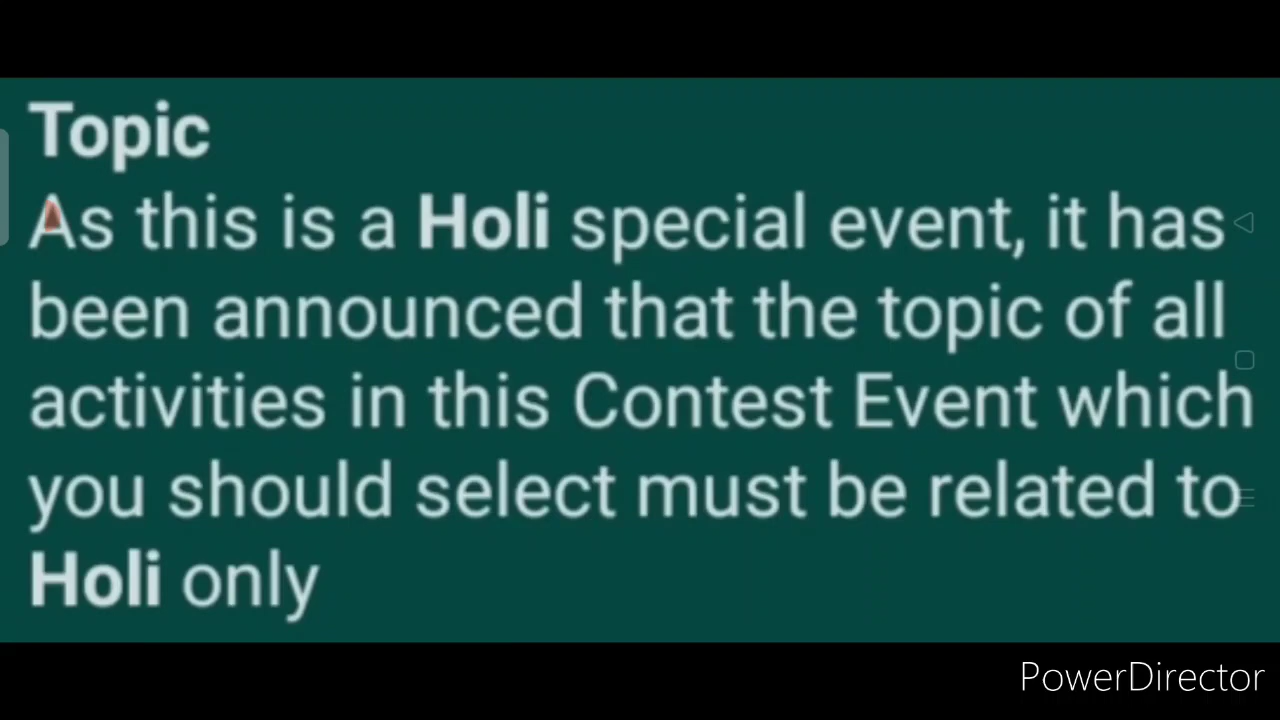 Topic
As this is a Holi special event, it has
been announced that the topic of all
activities in this Contest Event which
you should select must be related to
Holi only
PowerDirector